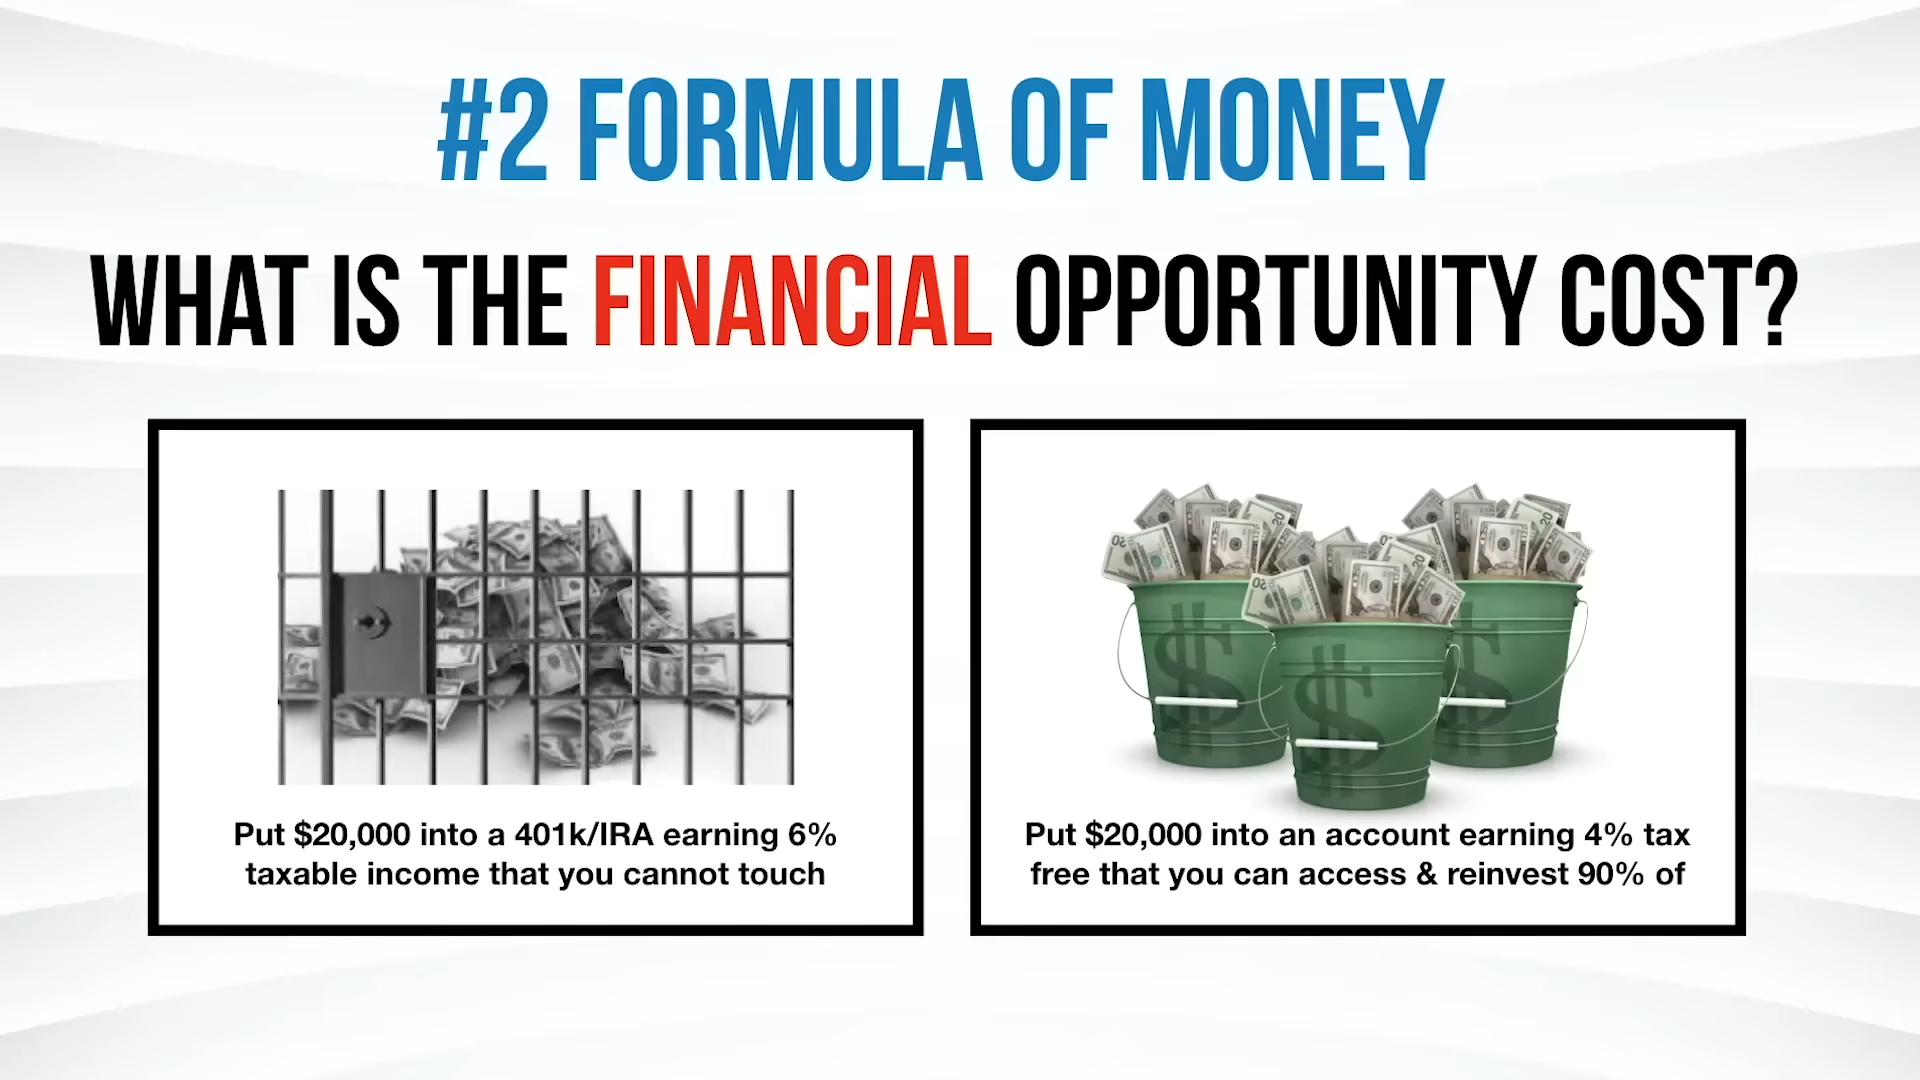 #2 FORMULA OF MONEY
WHAT IS THE FINANCIAL OPPORTUNITY COST?
Put $20,000 into a 401k/IRA earning 6%
taxable income that you cannot touch
Put $20,000 into an account earning 4% tax
free that you can access & reinvest 90% of